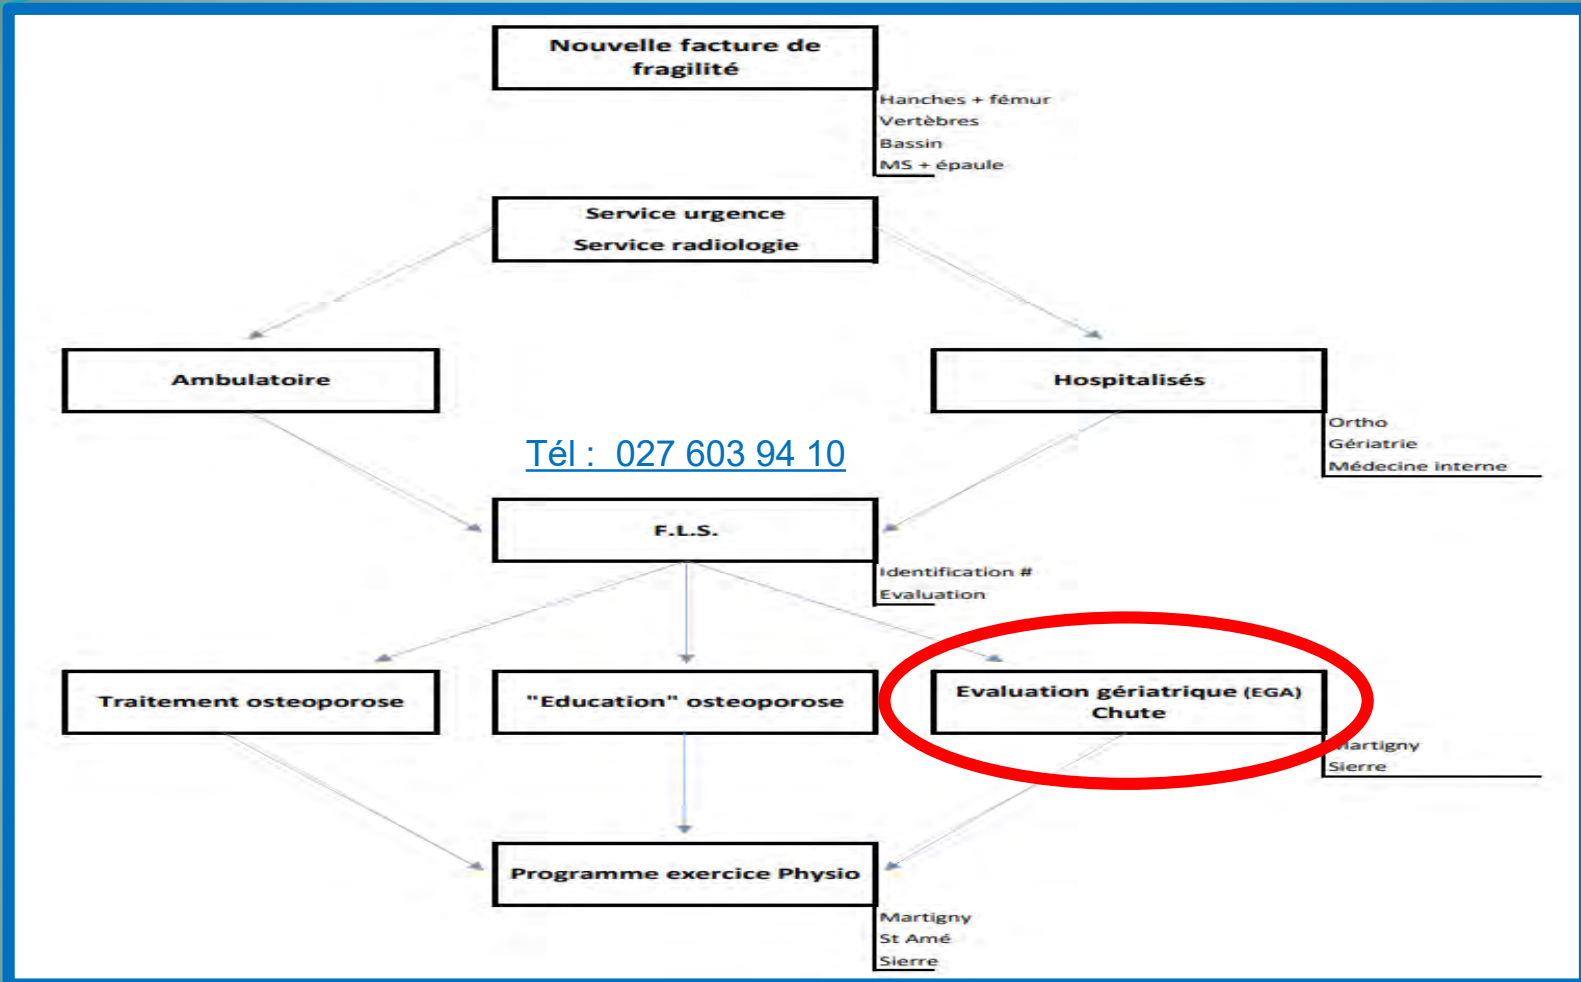 Nouvelle facture de
fragilité
Hanches + fémur
Vertèbres
Bassin
MS + épaule
Service urgence
Service radiologie
Ambulatoire
Hospitalisés
Ortho
Gériatrie
Médecine interne
Tél : 027 603 94 10
F.L.S.
Identification #
Evaluation
Traitement osteoporose
"Education" osteoporose
Evaluation gériatrique (EGA)
Chute
Martigny
Sierre
Programme exercice Physio
Martigny
St Amé
Sierre